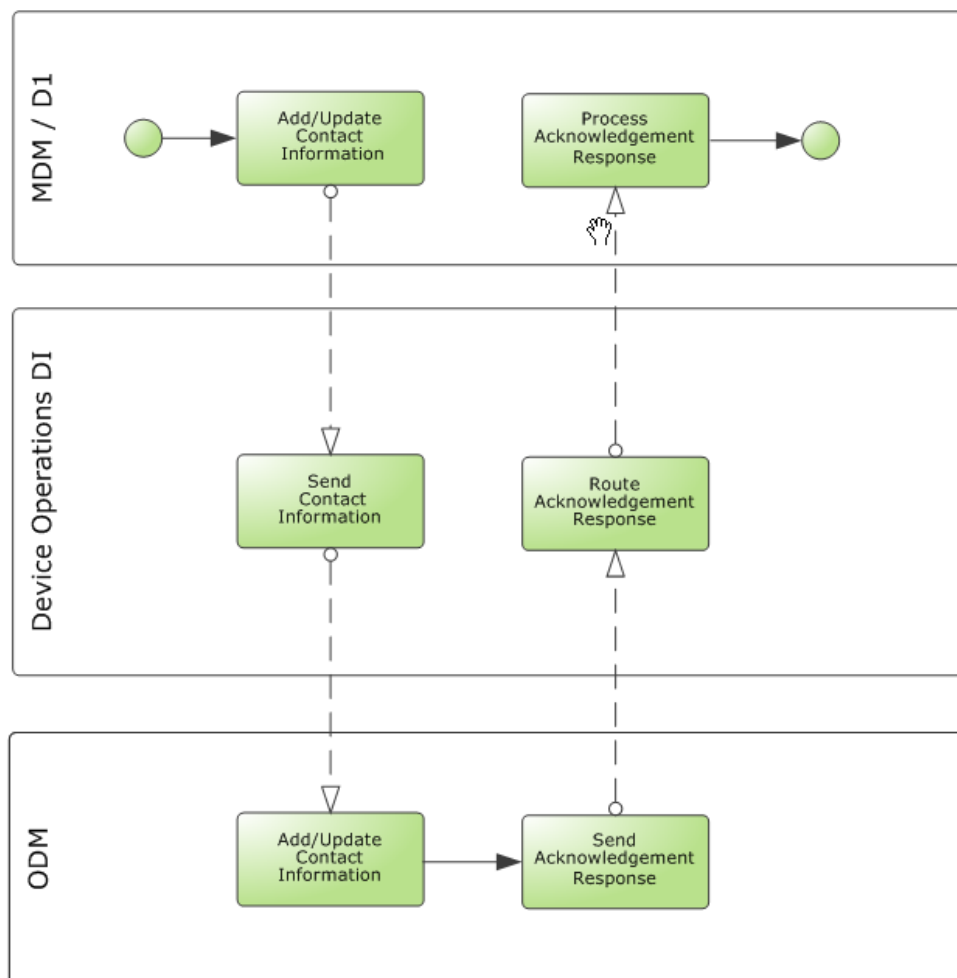 MDM / D1
Add/Update
Contact
Information
Process
Acknowledgement
Response
Device Operations DI
Send
Contact
Information
Route
Acknowledgement
Response
ODM
Add/Update
Contact
Information
Send
Acknowledgement
Response